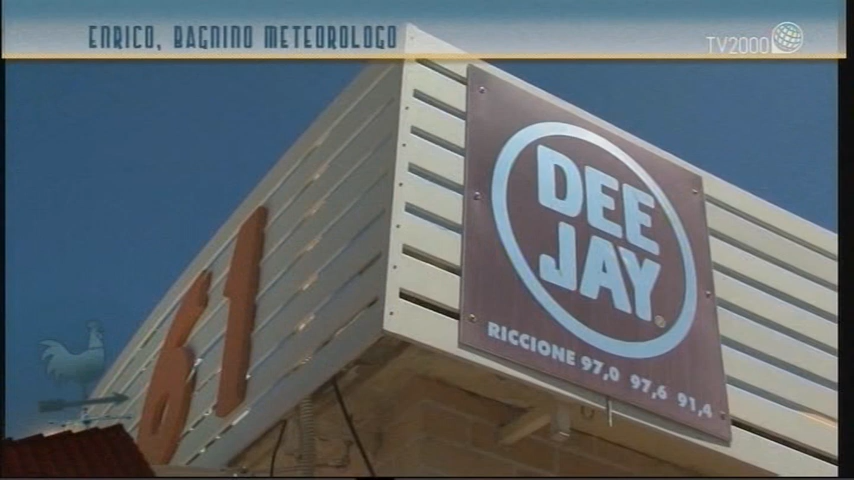 ENRICO, BAGNINO METEOROLOGO
TV2000
DEE
JAY
®
RICCIONE 97,0 97,6 91,4
61